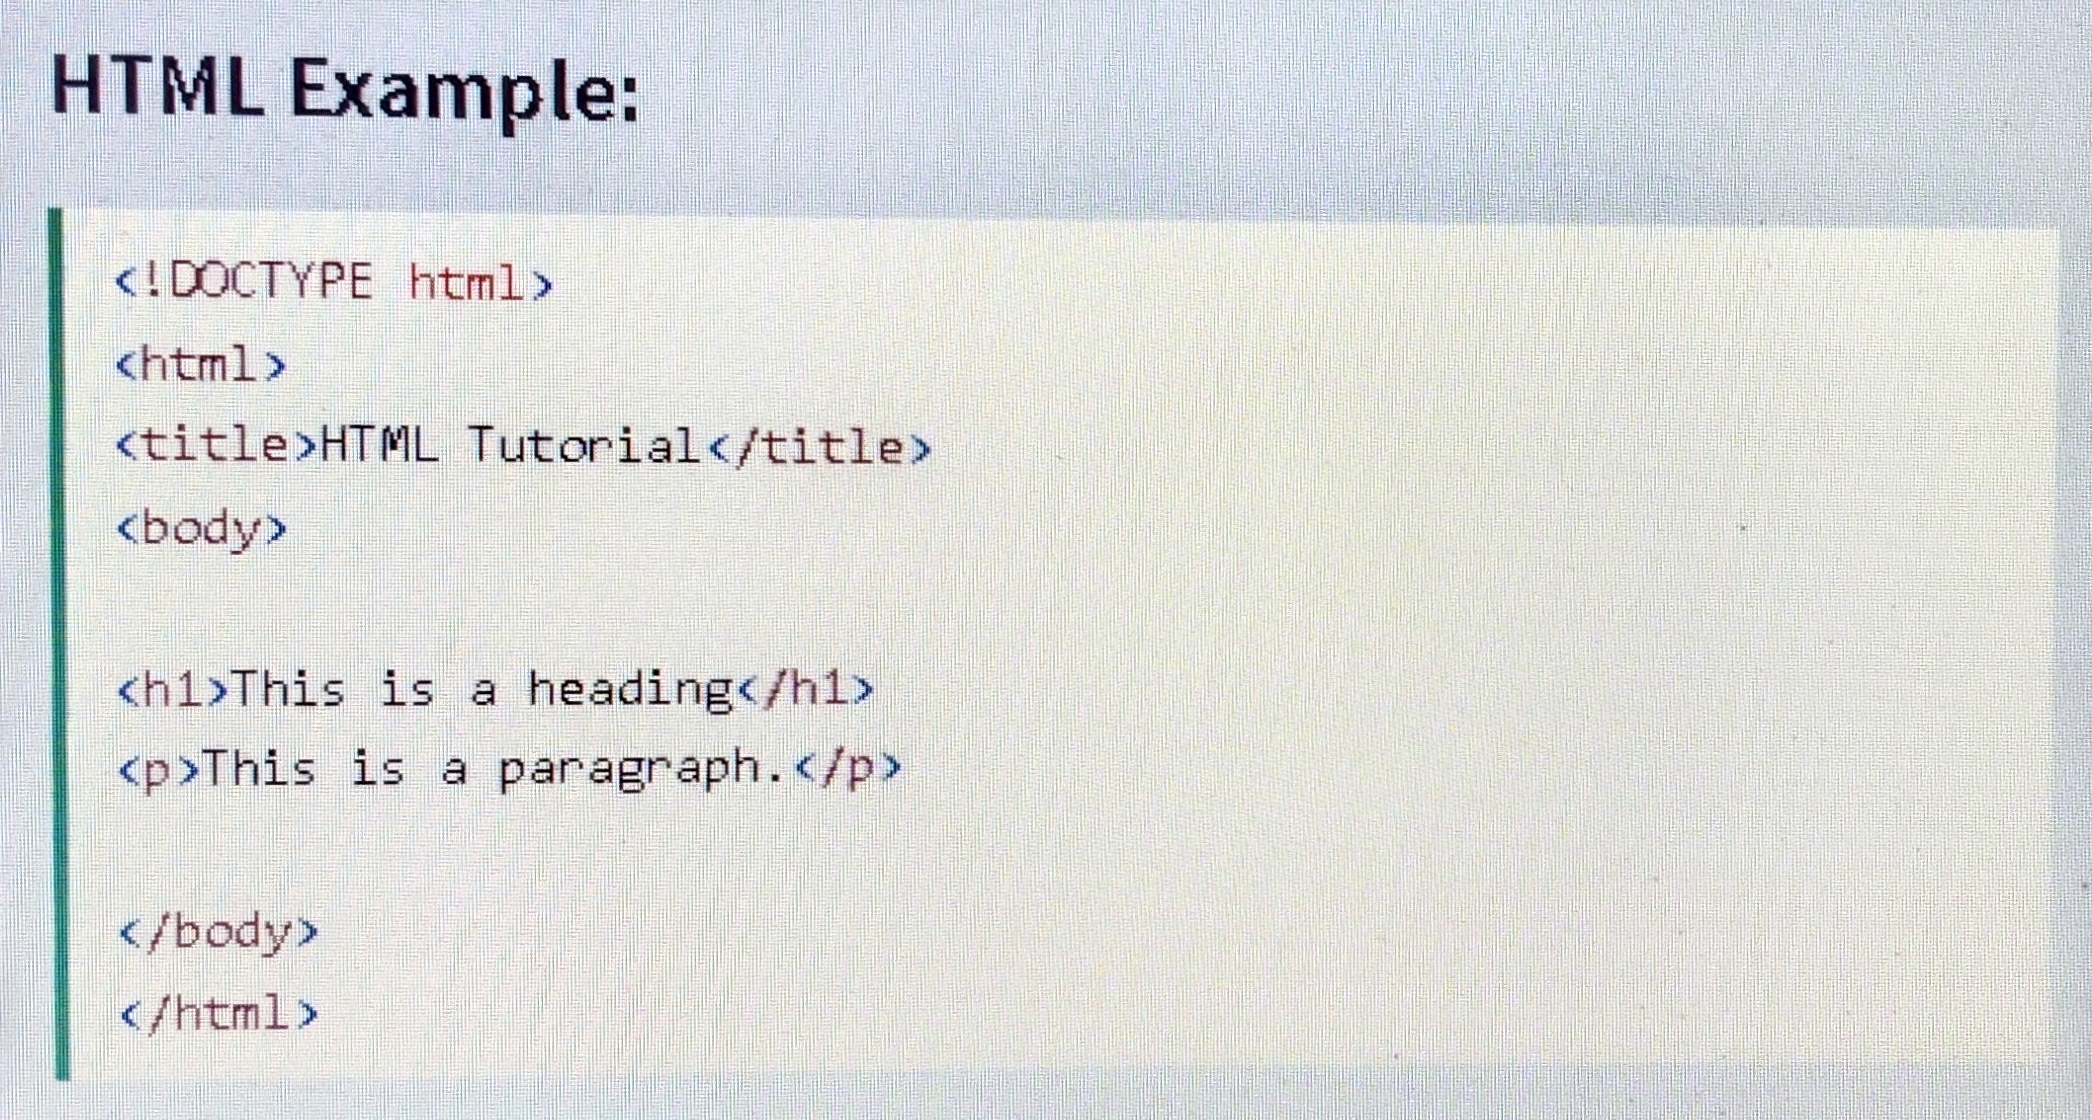 HTML Example:
<!DOCTYPE html>
<html>
<title>HTML Tutorial</title>
<body>
<h1>This is a heading</h1>
<p>This is a paragraph.</p>
</body>
</html>